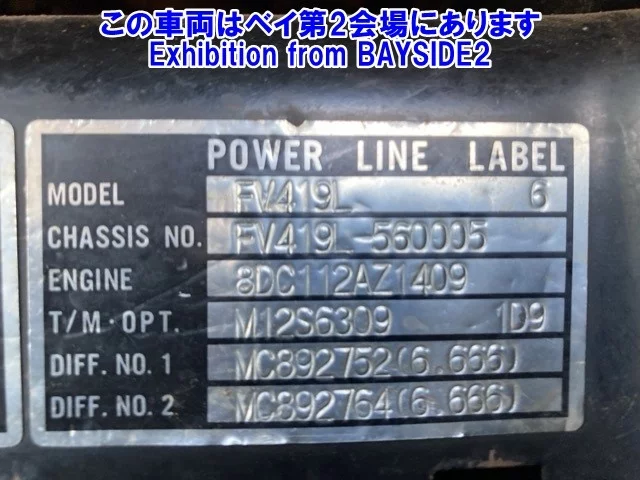 この車両はベイ第2会場にあります
Exhibition from BAYSIDE2
POWER LINE LABEL
MODEL FV419L 6
CHASSIS NO. FV419L-560005
ENGINE 8DC112AZ1409
T/M·OPT. M12S6309 1D9
DIFF. NO. 1 MC892752(6.666)
DIFF. NO. 2 MC892764(6.666)